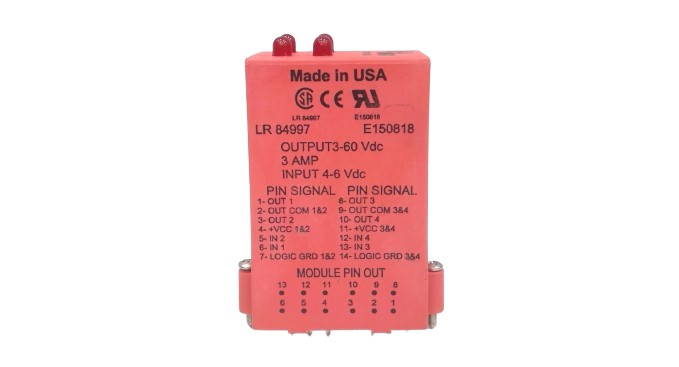 Made in USA
SA CE RU
LR 84997 E150818
LR 84997 E150818
OUTPUT3-60 Vdc
3 AMP
INPUT 4-6 Vdc
PIN SIGNAL PIN SIGNAL
1- OUT 1 8- OUT 3
2- OUT COM 1&2 9- OUT COM 3&4
3- OUT 2 10- OUT 4
4- +VCC 1&2 11- +VCC 3&4
5- IN 2 12- IN 4
6- IN 1 13- IN 3
7- LOGIC GRD 1&2 14- LOGIC GRD 3&4
MODULE PIN OUT
13 12 11 10 9 8
6 5 4 3 2 1